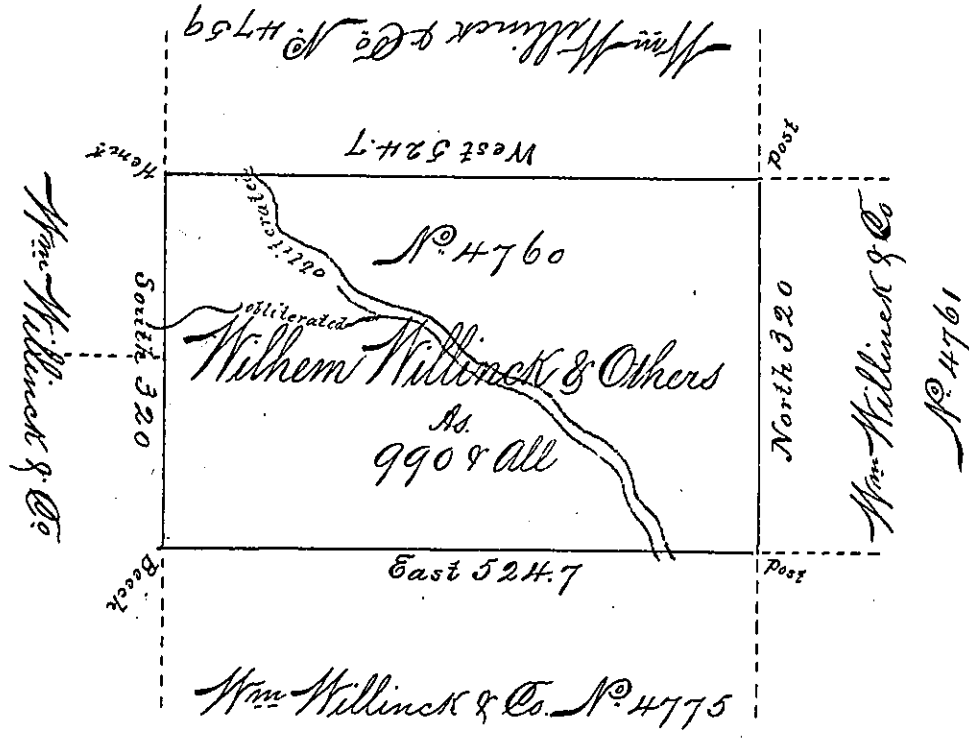 Wm Willinck & Co No 4759
West 524.7
Hemk
post
obliterated
No 4760
obliterated
Wilhem Willinck & Others
As.
990 & All
South 320
Wm Willinck & Co
North 320
Wm Willinck & Co
No 4761
Beech
East 524.7
Post
Wm Willinck & Co. No 4775